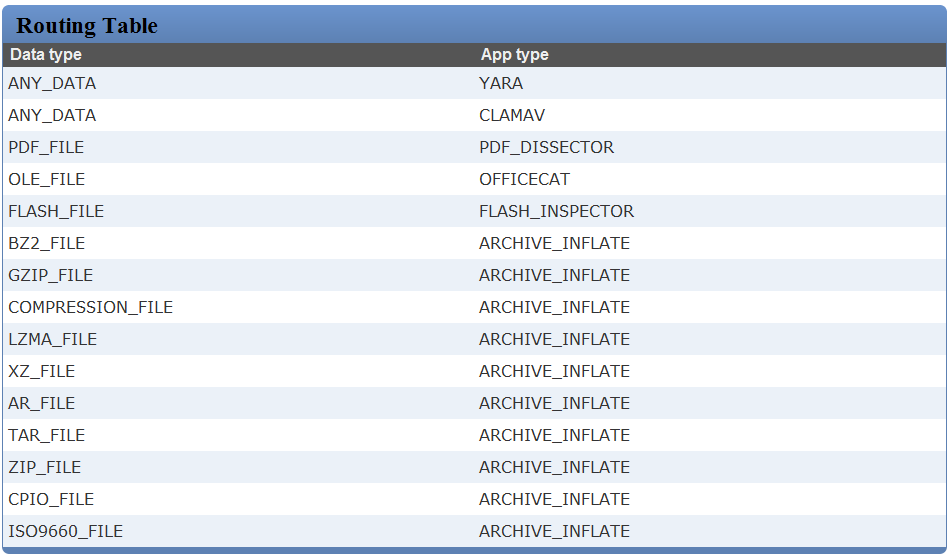 Routing Table
Data type App type
ANY_DATA YARA
ANY_DATA CLAMAV
PDF_FILE PDF_DISSECTOR
OLE_FILE OFFICECAT
FLASH_FILE FLASH_INSPECTOR
BZ2_FILE ARCHIVE_INFLATE
GZIP_FILE ARCHIVE_INFLATE
COMPRESSION_FILE ARCHIVE_INFLATE
LZMA_FILE ARCHIVE_INFLATE
XZ_FILE ARCHIVE_INFLATE
AR_FILE ARCHIVE_INFLATE
TAR_FILE ARCHIVE_INFLATE
ZIP_FILE ARCHIVE_INFLATE
CPIO_FILE ARCHIVE_INFLATE
ISO9660_FILE ARCHIVE_INFLATE